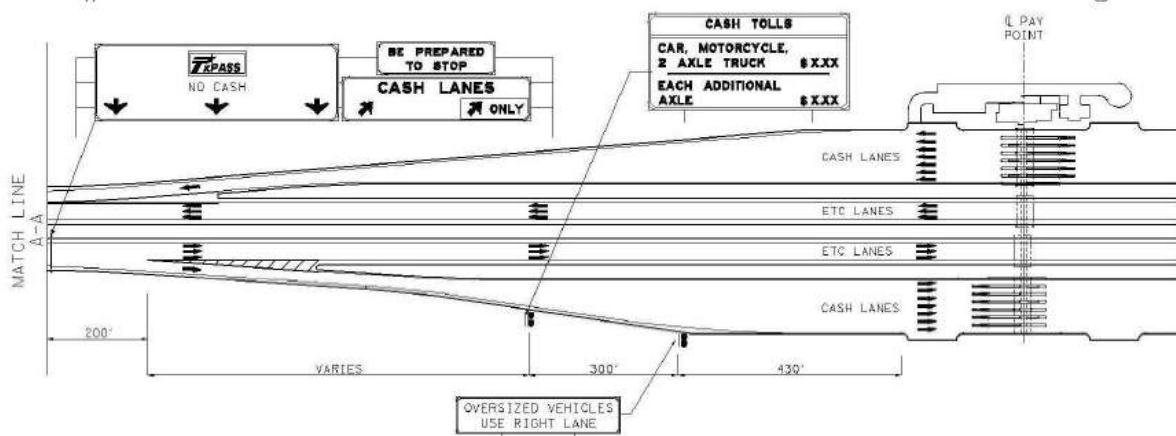 CASH TOLLS
CAR, MOTORCYCLE,
2 AXLE TRUCK $X.XX
EACH ADDITIONAL
AXLE $X.XX
℄ PAY
POINT
TxPASS
NO CASH
BE PREPARED
TO STOP
CASH LANES
ONLY
CASH LANES
ETC LANES
ETC LANES
CASH LANES
MATCH LINE
A-A
200'
VARIES
300'
430'
OVERSIZED VEHICLES
USE RIGHT LANE